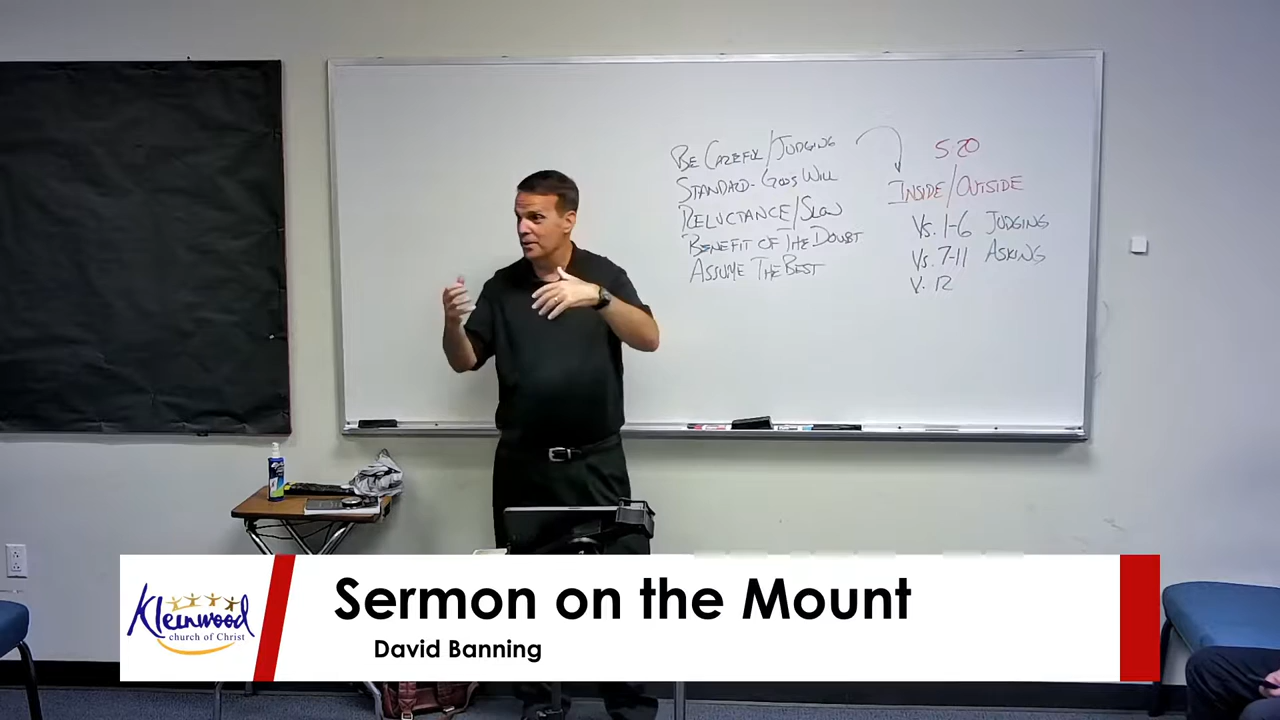 BE CAREFUL/JUDGING
STANDARD-GODS WILL
RELUCTANCE/SLOW
BENEFIT OF THE DOUBT
ASSUME THE BEST
5:20
INSIDE/OUTSIDE
VS. 1-6 JUDGING
VS. 7-11 ASKING
V. 12
Kleinwood
church of Christ
Sermon on the Mount
David Banning